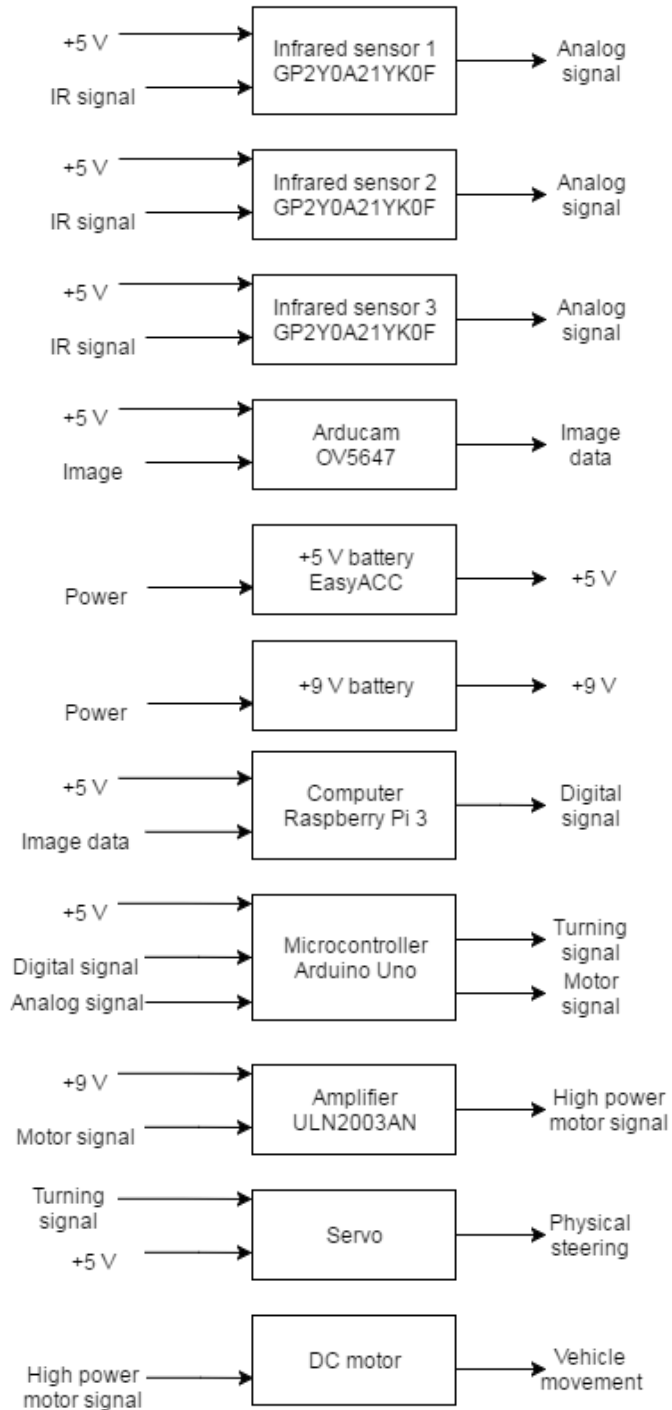 +5 V
IR signal
Infrared sensor 1
GP2Y0A21YK0F
Analog
signal
+5 V
IR signal
Infrared sensor 2
GP2Y0A21YK0F
Analog
signal
+5 V
IR signal
Infrared sensor 3
GP2Y0A21YK0F
Analog
signal
+5 V
Image
Arducam
OV5647
Image
data
Power
+5 V battery
EasyACC
+5 V
Power
+9 V battery
+9 V
+5 V
Image data
Computer
Raspberry Pi 3
Digital
signal
+5 V
Digital signal
Analog signal
Microcontroller
Arduino Uno
Turning
signal
Motor
signal
+9 V
Motor signal
Amplifier
ULN2003AN
High power
motor signal
Turning
signal
+5 V
Servo
Physical
steering
High power
motor signal
DC motor
Vehicle
movement